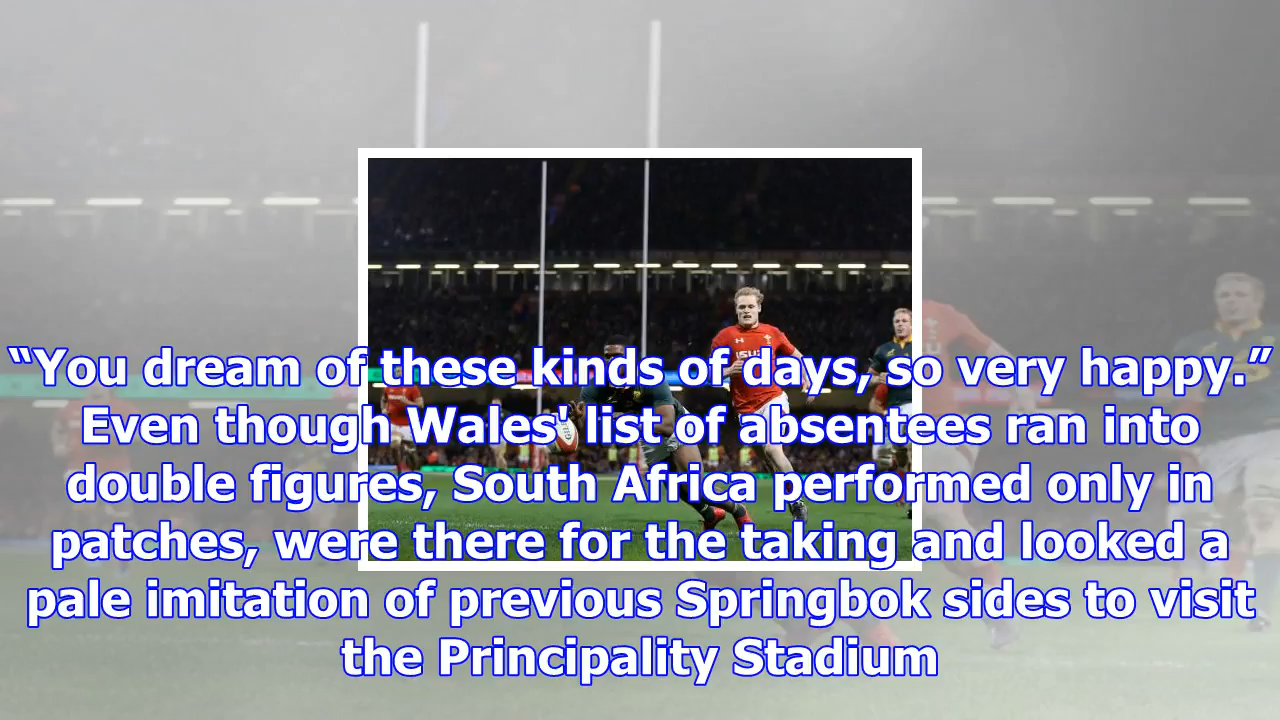 “You dream of these kinds of days, so very happy.”
Even though Wales' list of absentees ran into
double figures, South Africa performed only in
patches, were there for the taking and looked a
pale imitation of previous Springbok sides to visit
the Principality Stadium